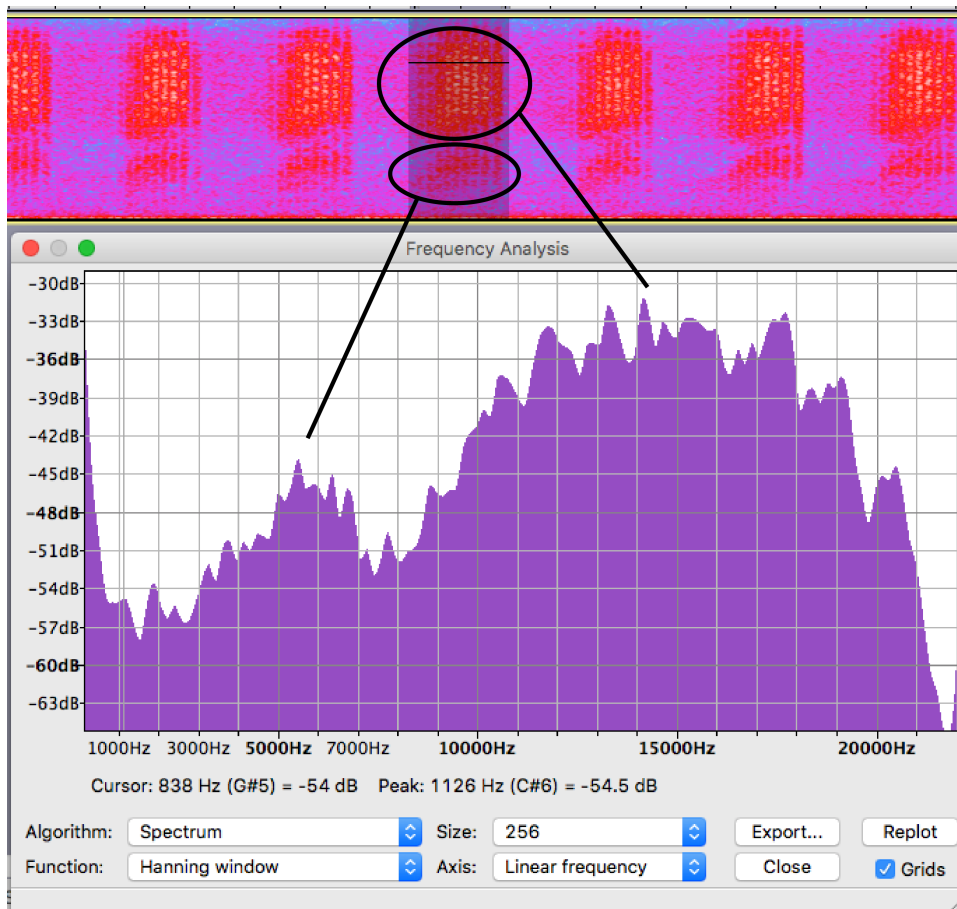 Frequency Analysis
-30dB
-33dB
-36dB
-39dB
-42dB
-45dB
-48dB
-51dB
-54dB
-57dB
-60dB
-63dB
1000Hz 3000Hz 5000Hz 7000Hz 10000Hz 15000Hz 20000Hz
Cursor: 838 Hz (G#5) = -54 dB Peak: 1126 Hz (C#6) = -54.5 dB
Algorithm: Spectrum Size: 256 Export... Replot
Function: Hanning window Axis: Linear frequency Close Grids